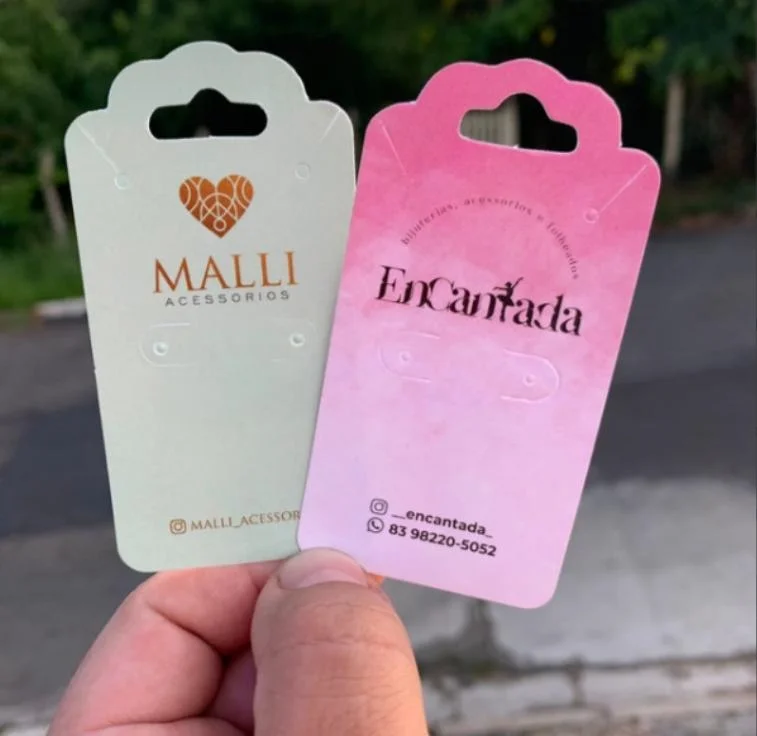 MALLI
ACESSORIOS
MALLI_ACESSOR
bijuterias, acessorios e folheados
EnCantada
__encantada_
83 98220-5052